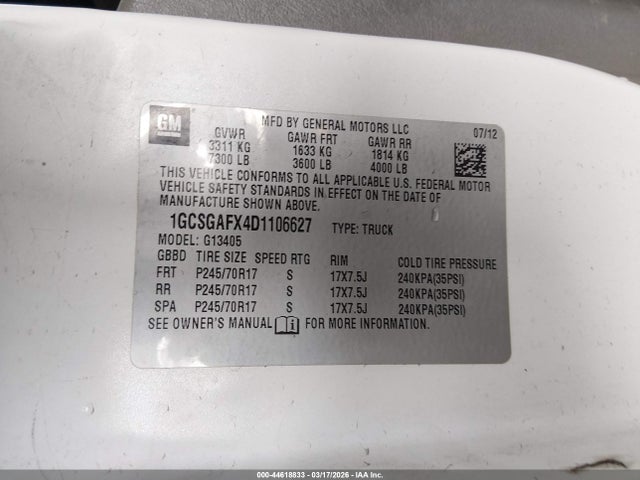 GM
MFD BY GENERAL MOTORS LLC 07/12
GVWR GAWR FRT GAWR RR
3311 KG 1633 KG 1814 KG
7300 LB 3600 LB 4000 LB
THIS VEHICLE CONFORMS TO ALL APPLICABLE U.S. FEDERAL MOTOR
VEHICLE SAFETY STANDARDS IN EFFECT ON THE DATE OF
MANUFACTURE SHOWN ABOVE.
1GCSGAFX4D1106627 TYPE: TRUCK
MODEL: G13405
GBBD TIRE SIZE SPEED RTG RIM COLD TIRE PRESSURE
FRT P245/70R17 S 17X7.5J 240KPA(35PSI)
RR P245/70R17 S 17X7.5J 240KPA(35PSI)
SPA P245/70R17 S 17X7.5J 240KPA(35PSI)
SEE OWNER'S MANUAL FOR MORE INFORMATION.
000-44618833 - 03/17/2026 - COPYRIGHT IAA, LLC.